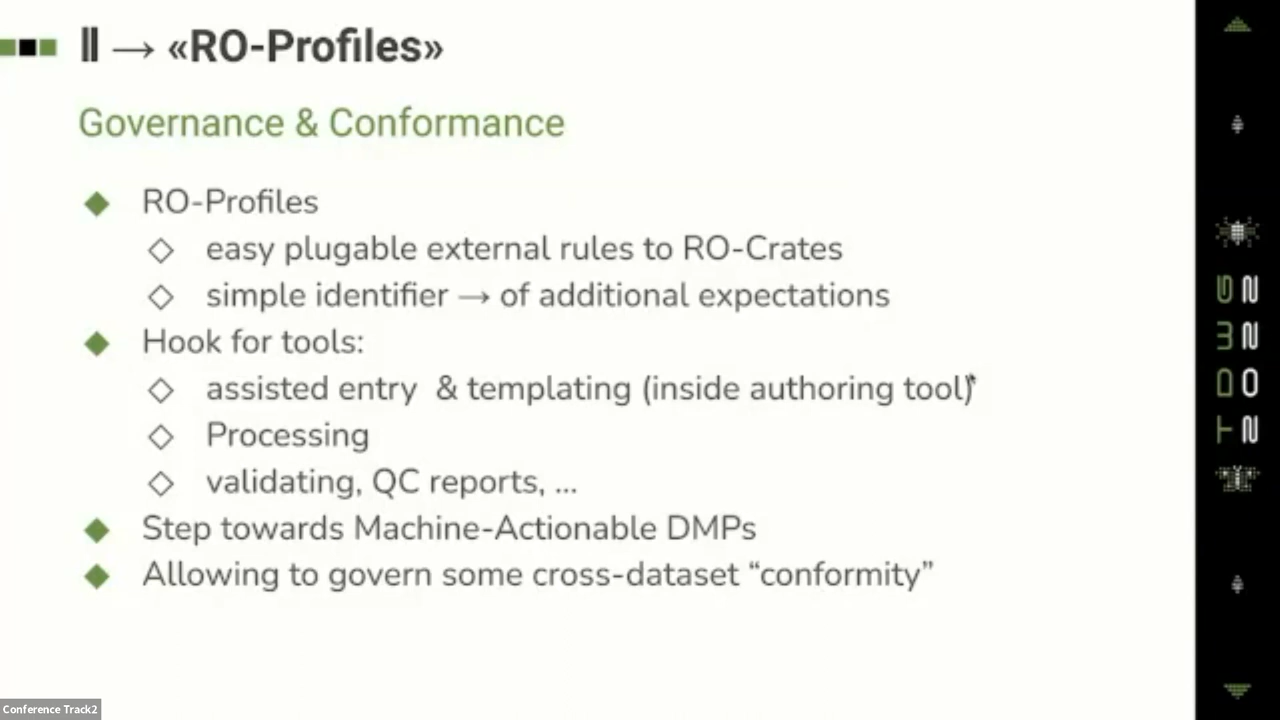 || → «RO-Profiles»
Governance & Conformance
◆ RO-Profiles
◇ easy plugable external rules to RO-Crates
◇ simple identifier → of additional expectations
◆ Hook for tools:
◇ assisted entry & templating (inside authoring tool)
◇ Processing
◇ validating, QC reports, ...
◆ Step towards Machine-Actionable DMPs
◆ Allowing to govern some cross-dataset “conformity”
Conference Track2